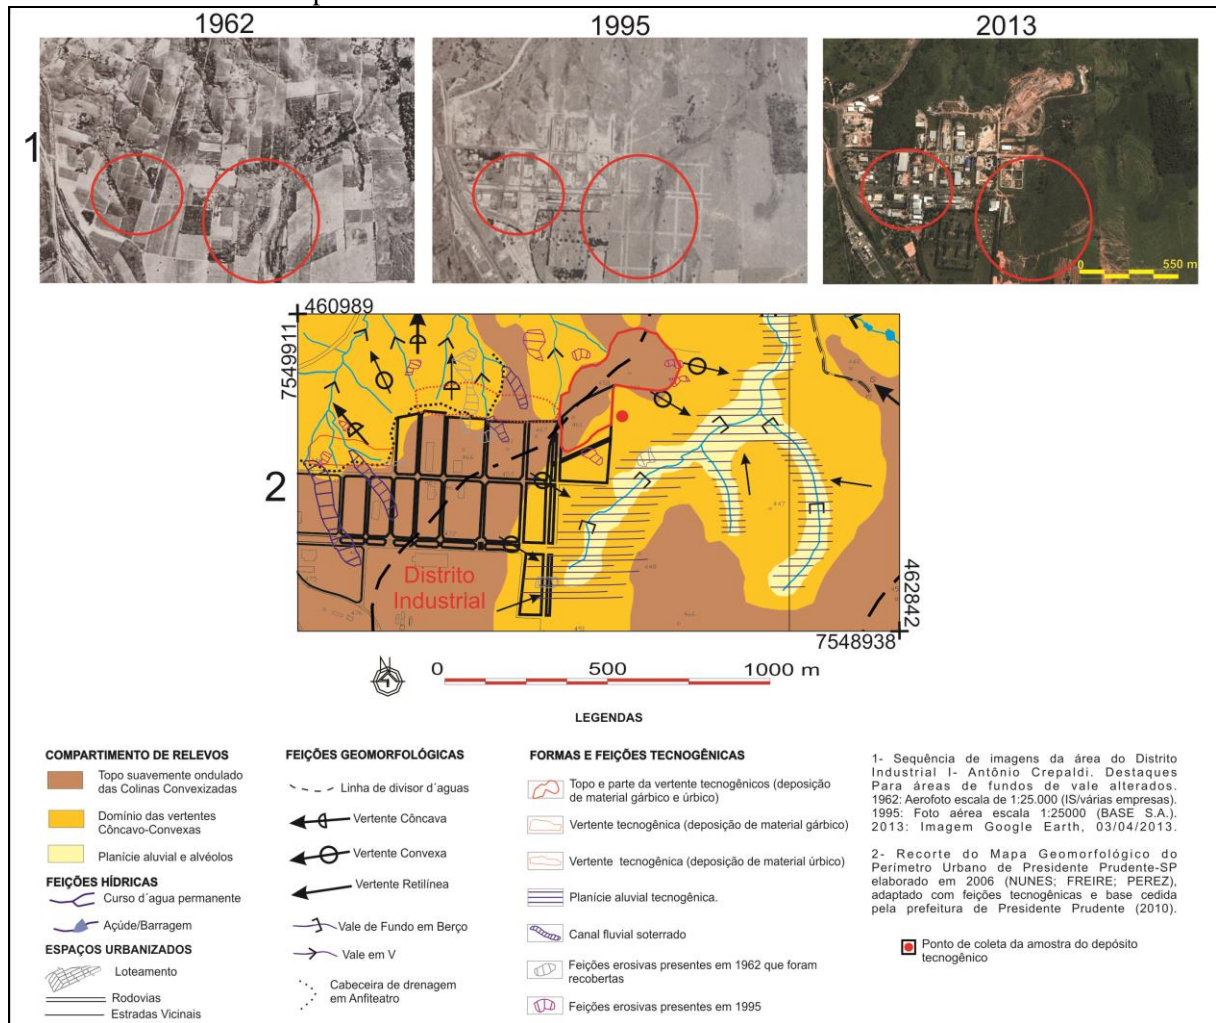 1962
1995
2013
1
0 550 m
460989
7549911
2
Distrito
Industrial
462842
7548938
N
0 500 1000 m
LEGENDAS
COMPARTIMENTO DE RELEVOS
Topo suavemente ondulado
das Colinas Convexizadas
Domínio das vertentes
Côncavo-Convexas
Planície aluvial e alvéolos
FEIÇÕES HÍDRICAS
Curso d´agua permanente
Açúde/Barragem
ESPAÇOS URBANIZADOS
Loteamento
Rodovias
Estradas Vicinais
FEIÇÕES GEOMORFOLÓGICAS
Linha de divisor d´aguas
Vertente Côncava
Vertente Convexa
Vertente Retilínea
Vale de Fundo em Berço
Vale em V
Cabeceira de drenagem
em Anfiteatro
FORMAS E FEIÇÕES TECNOGÊNICAS
Topo e parte da vertente tecnogênicos (deposição
de material gárbico e úrbico)
Vertente tecnogênica (deposição de material gárbico)
Vertente tecnogênica (deposição de material úrbico)
Planície aluvial tecnogênica.
Canal fluvial soterrado
Feições erosivas presentes em 1962 que foram
recobertas
Feições erosivas presentes em 1995
1- Sequência de imagens da área do Distrito
Industrial I- Antônio Crepaldi. Destaques
Para áreas de fundos de vale alterados.
1962: Aerofoto escala de 1:25.000 (IS/várias empresas).
1995: Foto aérea escala 1:25000 (BASE S.A.).
2013: Imagem Google Earth, 03/04/2013.
2- Recorte do Mapa Geomorfológico do
Perímetro Urbano de Presidente Prudente-SP
elaborado em 2006 (NUNES; FREIRE; PEREZ),
adaptado com feições tecnogênicas e base cedida
pela prefeitura de Presidente Prudente (2010).
Ponto de coleta da amostra do depósito
tecnogênico